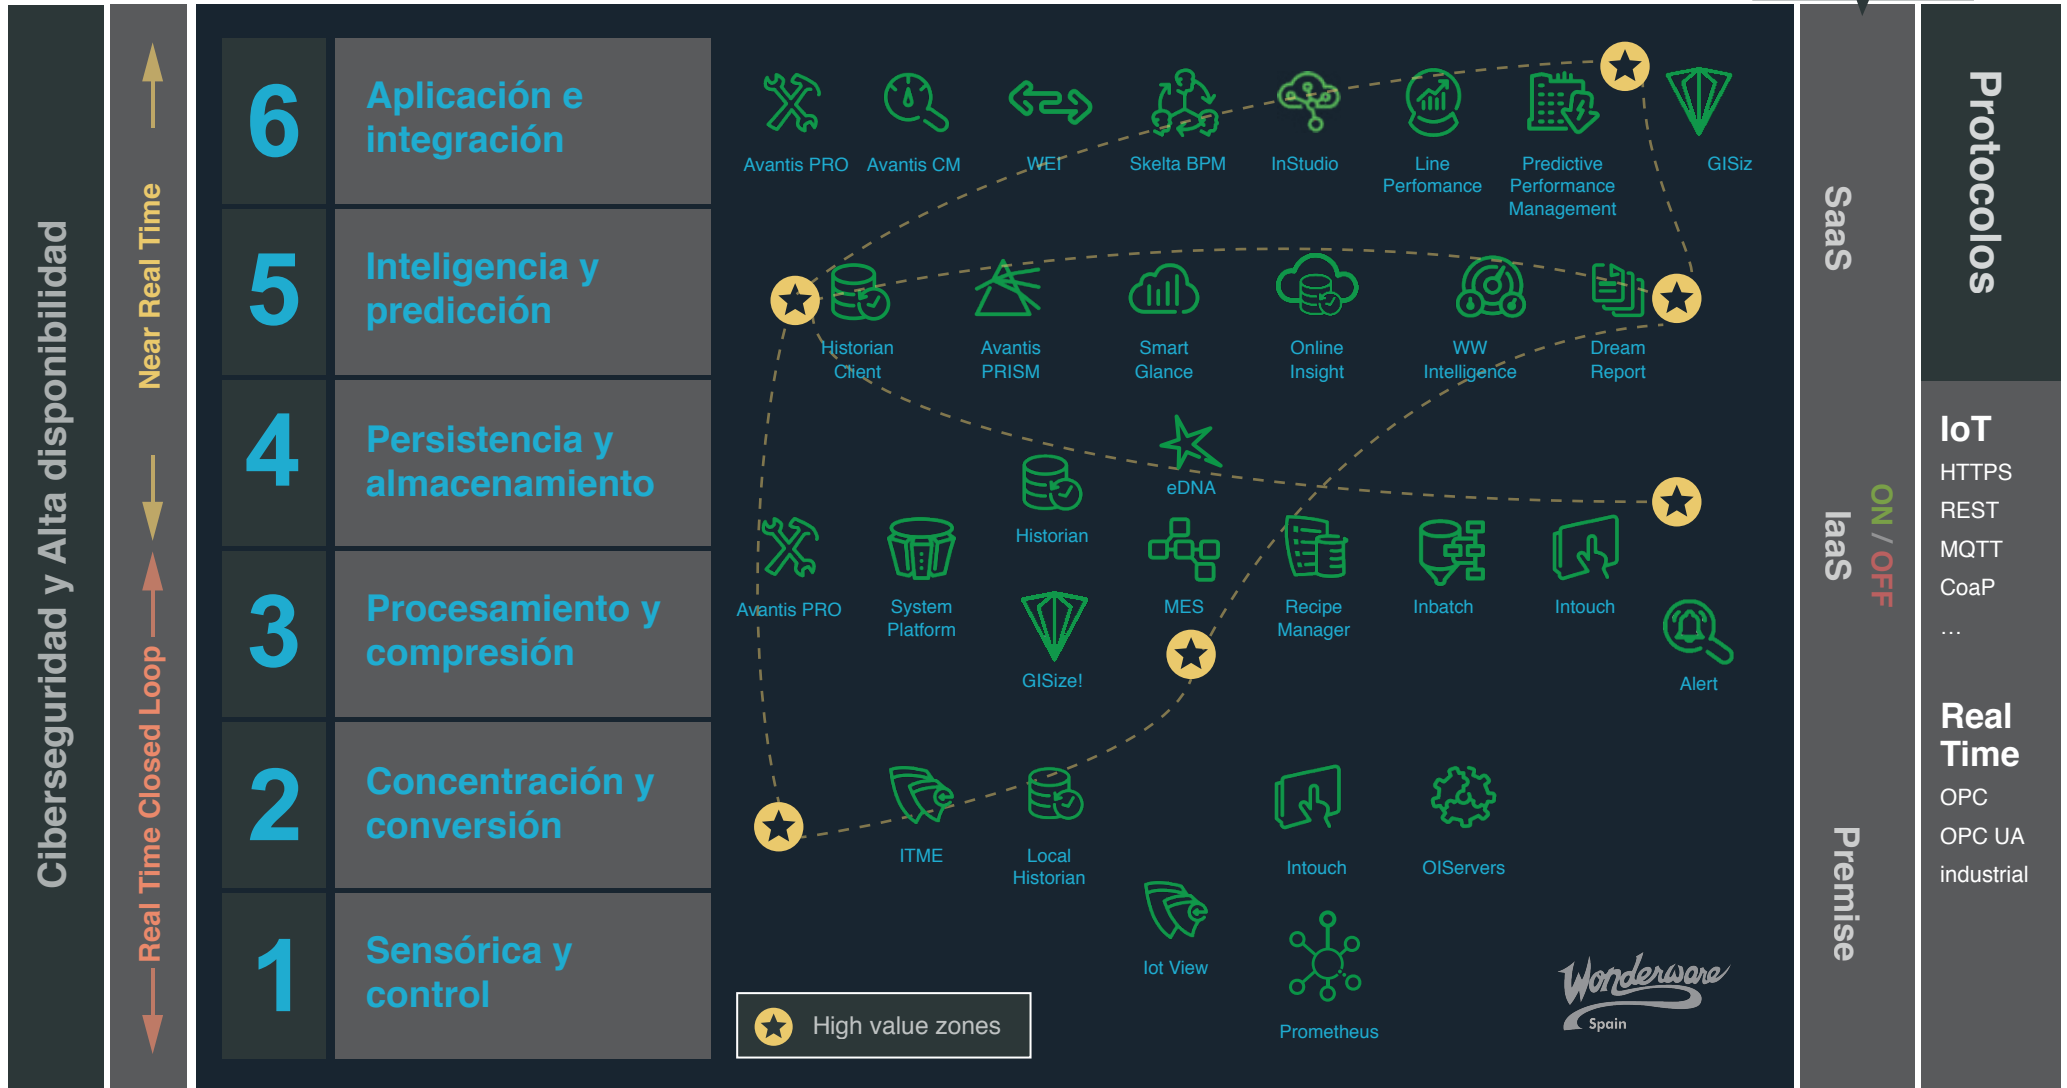 Ciberseguridad y Alta disponibilidad
Near Real Time
Real Time Closed Loop
6
Aplicación e
integración
Avantis PRO
Avantis CM
WEI
Skelta BPM
InStudio
Line
Perfomance
Predictive
Performance
Management
GISiz
5
Inteligencia y
predicción
Historian
Client
Avantis
PRISM
Smart
Glance
Online
Insight
WW
Intelligence
Dream
Report
4
Persistencia y
almacenamiento
eDNA
Historian
3
Procesamiento y
compresión
Avantis PRO
System
Platform
GISize!
MES
Recipe
Manager
Inbatch
Intouch
Alert
2
Concentración y
conversión
ITME
Local
Historian
Intouch
OIServers
1
Sensórica y
control
Iot View
Prometheus
High value zones
Wonderware
Spain
SaaS
IaaS
ON / OFF
Premise
Protocolos
IoT
HTTPS
REST
MQTT
CoaP
…
Real
Time
OPC
OPC UA
industrial